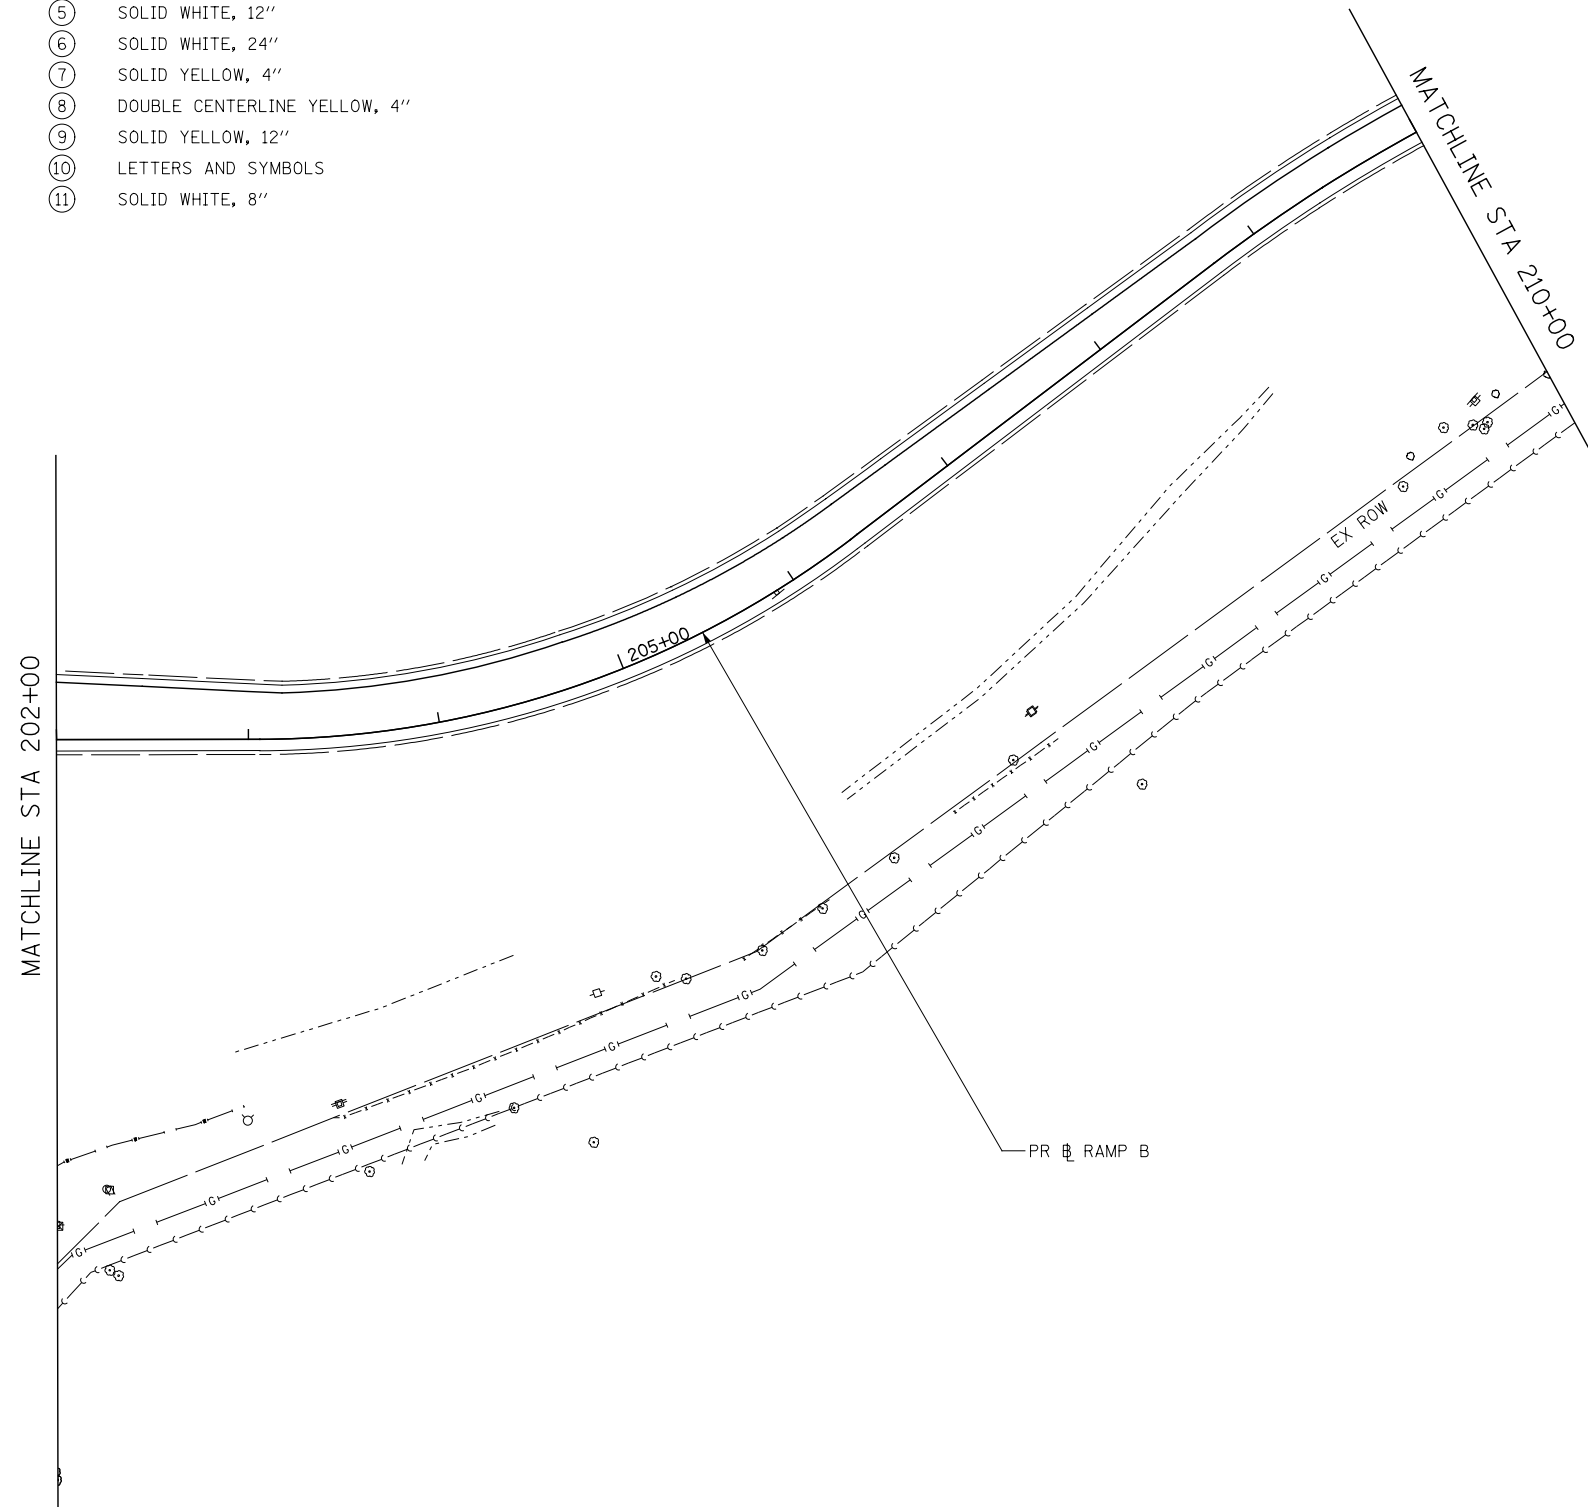 5 SOLID WHITE, 12"
6 SOLID WHITE, 24"
7 SOLID YELLOW, 4"
8 DOUBLE CENTERLINE YELLOW, 4"
9 SOLID YELLOW, 12"
10 LETTERS AND SYMBOLS
11 SOLID WHITE, 8"
MATCHLINE STA 210+00
EX ROW
G
G
G
G
G
G
G
G
G
G
G
G
G
G
205+00
MATCHLINE STA 202+00
PR ⅊ RAMP B